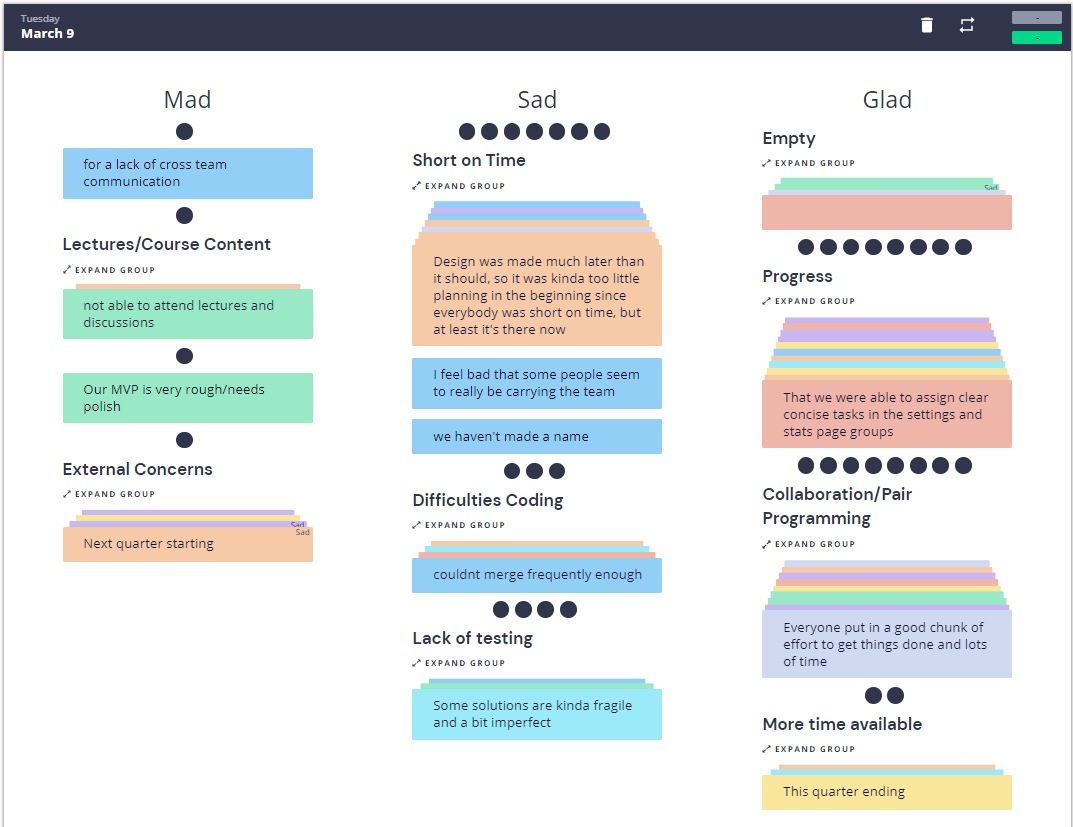 Tuesday
March 9
-
-
Mad
for a lack of cross team
communication
Lectures/Course Content
EXPAND GROUP
not able to attend lectures and
discussions
Our MVP is very rough/needs
polish
External Concerns
EXPAND GROUP
Sad
Sad
Next quarter starting
Sad
Short on Time
EXPAND GROUP
Design was made much later than
it should, so it was kinda too little
planning in the beginning since
everybody was short on time, but
at least it's there now
I feel bad that some people seem
to really be carrying the team
we haven't made a name
Difficulties Coding
EXPAND GROUP
couldnt merge frequently enough
Lack of testing
EXPAND GROUP
Some solutions are kinda fragile
and a bit imperfect
Glad
Empty
EXPAND GROUP
Sad
Progress
EXPAND GROUP
That we were able to assign clear
concise tasks in the settings and
stats page groups
Collaboration/Pair
Programming
EXPAND GROUP
Everyone put in a good chunk of
effort to get things done and lots
of time
More time available
EXPAND GROUP
This quarter ending